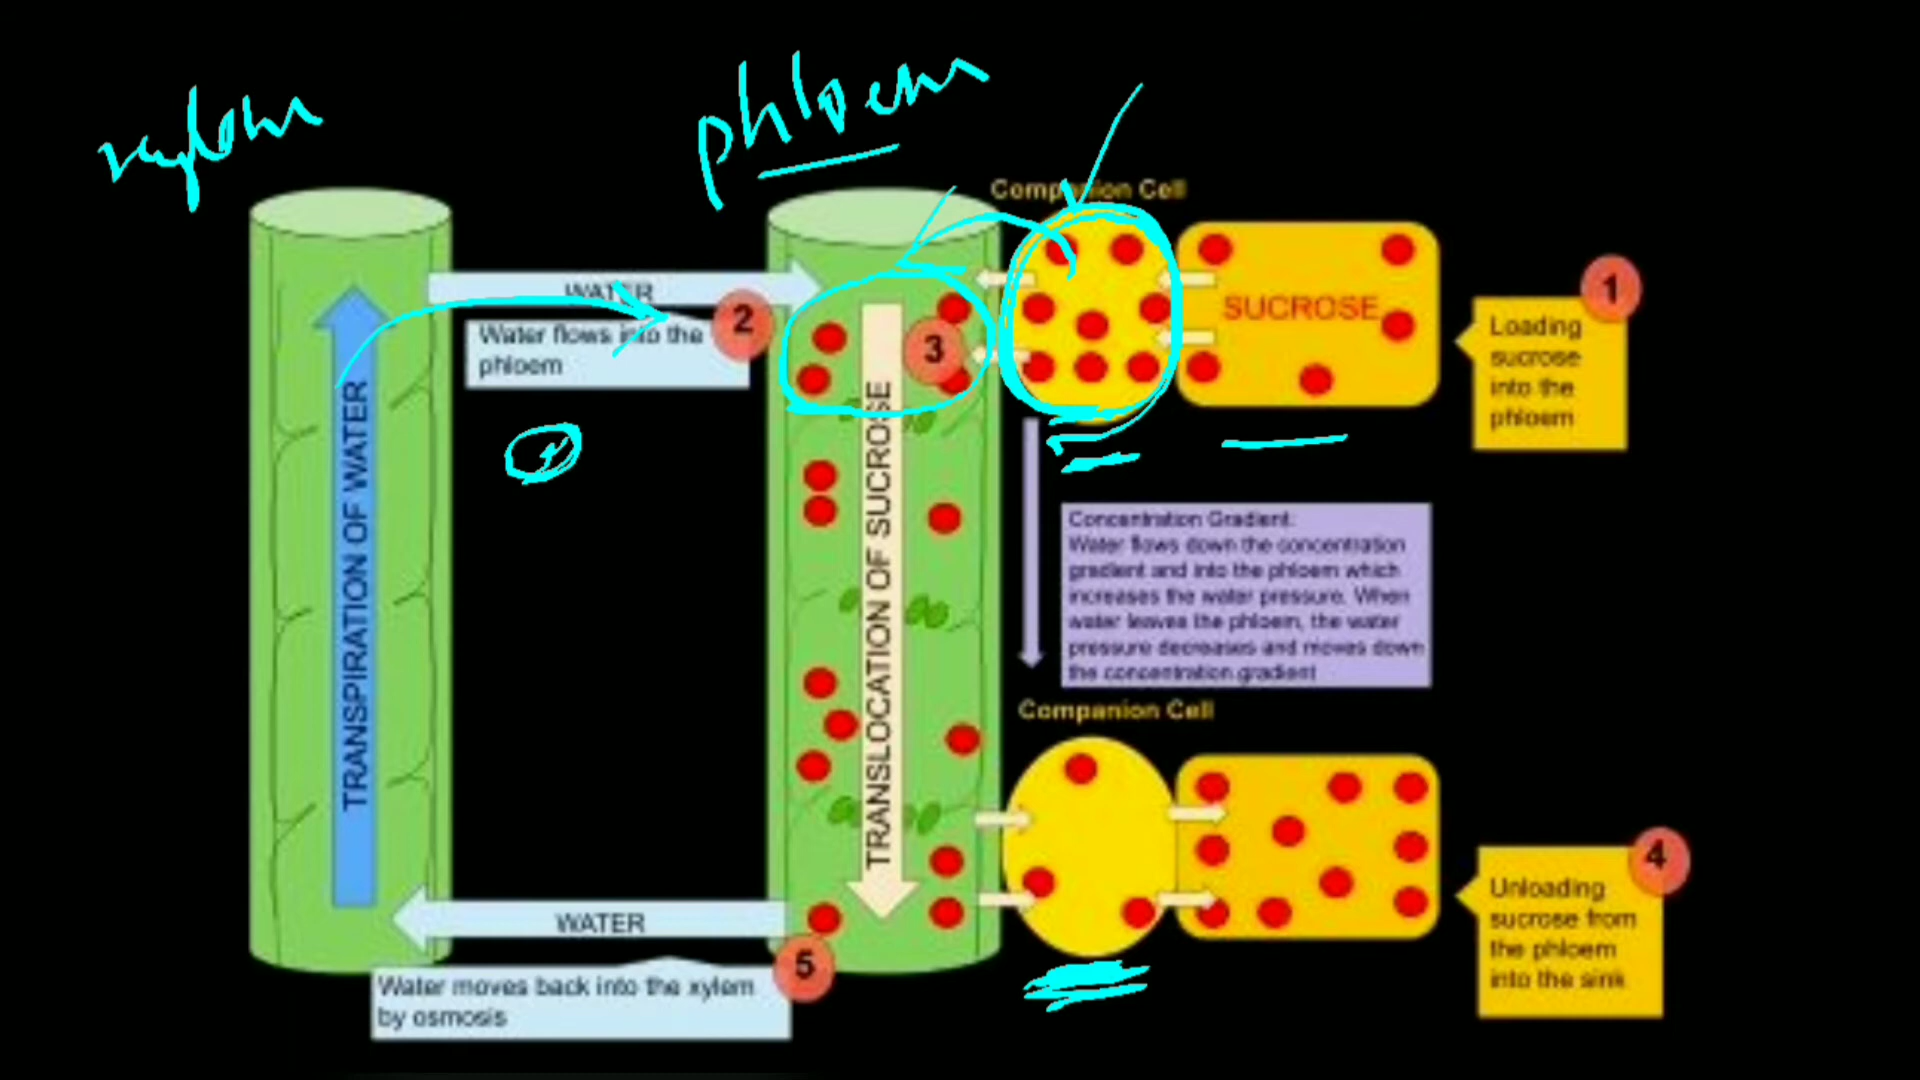 xylem
phloem
Companion Cell
WATER
2
Water flows into the
phloem
3
SUCROSE
1
Loading
sucrose
into the
phloem
TRANSPIRATION OF WATER
TRANSLOCATION OF SUCROSE
Concentration Gradient:
Water flows down the concentration
gradient and into the phloem which
increases the water pressure. When
water leaves the phloem, the water
pressure decreases and moves down
the concentration gradient
Companion Cell
4
Unloading
sucrose from
the phloem
into the sink
WATER
5
Water moves back into the xylem
by osmosis